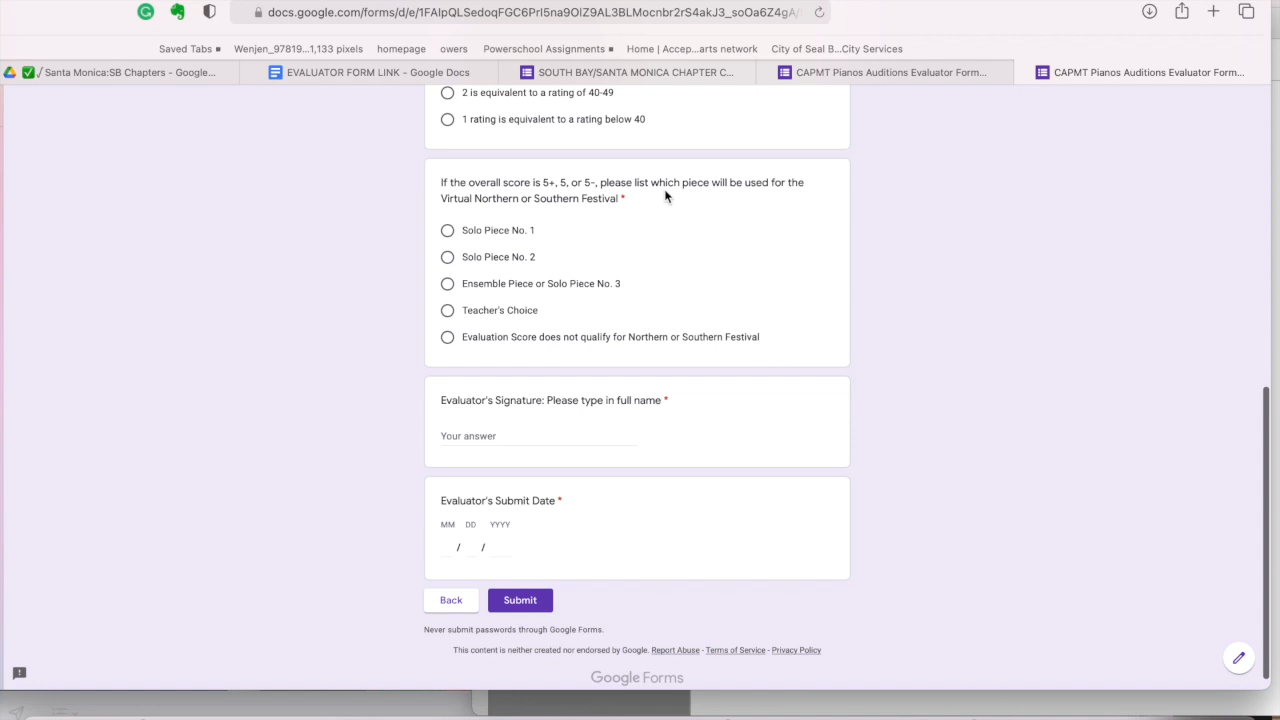 docs.google.com/forms/d/e/1FAIpQLSedoqFGC6PrI5na9OIZ9AL3BLMocnbr2rS4akJ3_soOa6Z4gA/
Saved Tabs Wenjen_97819...1,133 pixels homepage owers Powerschool Assignments Home | Accep...arts network City of Seal B...City Services
√Santa Monica:SB Chapters - Google... EVALUATOR FORM LINK - Google Docs SOUTH BAY/SANTA MONICA CHAPTER C... CAPMT Pianos Auditions Evaluator Form... CAPMT Pianos Auditions Evaluator Form...
2 is equivalent to a rating of 40-49
1 rating is equivalent to a rating below 40
If the overall score is 5+, 5, or 5-, please list which piece will be used for the
Virtual Northern or Southern Festival *
Solo Piece No. 1
Solo Piece No. 2
Ensemble Piece or Solo Piece No. 3
Teacher's Choice
Evaluation Score does not qualify for Northern or Southern Festival
Evaluator's Signature: Please type in full name *
Your answer
Evaluator's Submit Date *
MM DD YYYY
/ /
Back Submit
Never submit passwords through Google Forms.
This content is neither created nor endorsed by Google. Report Abuse - Terms of Service - Privacy Policy
Google Forms